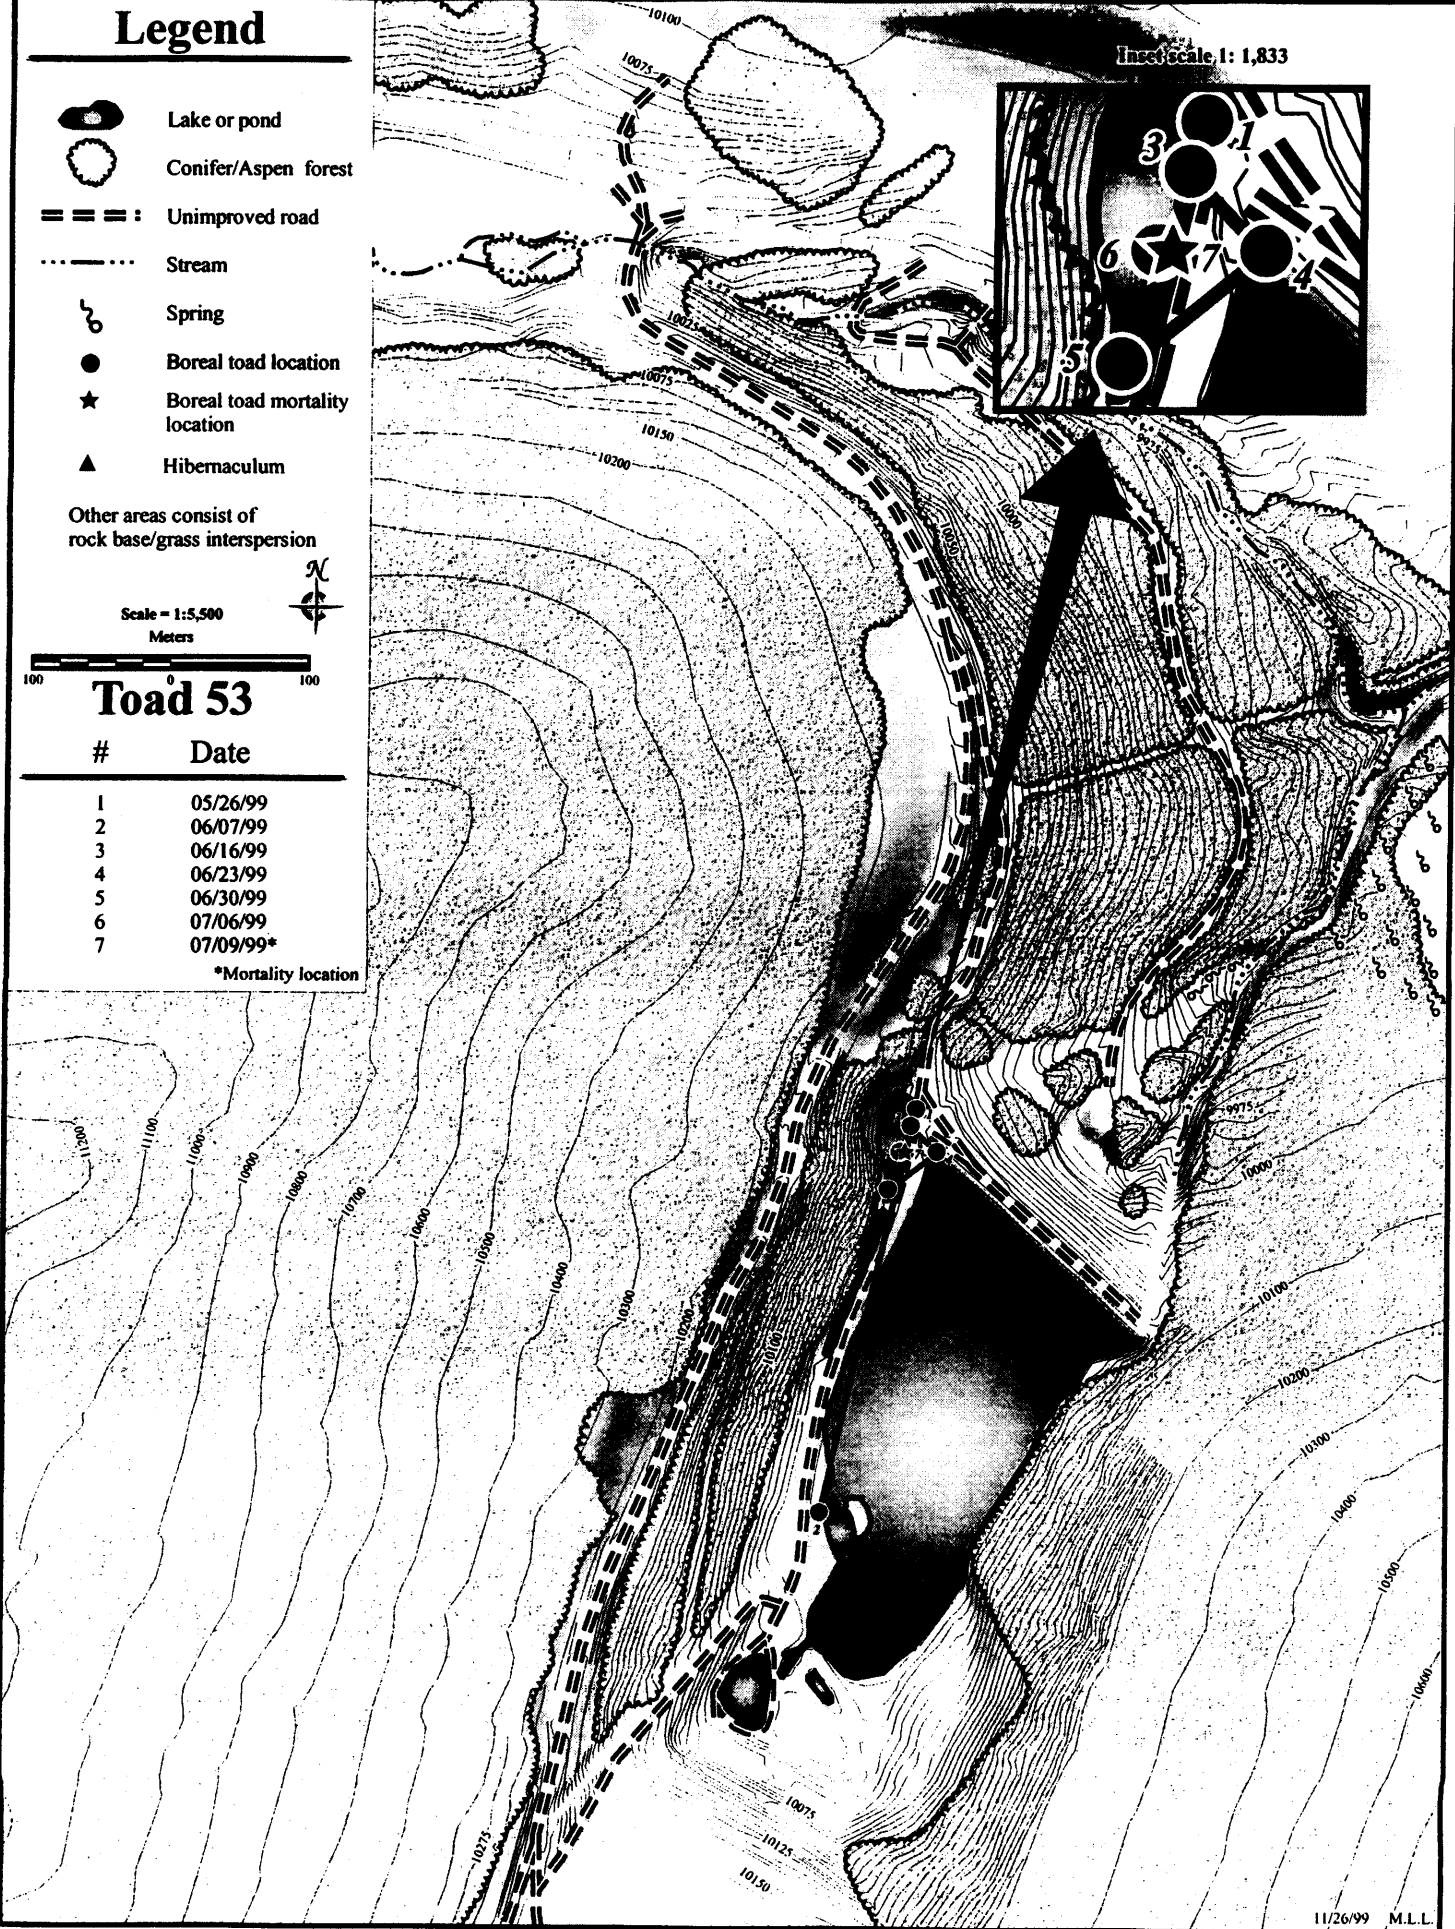 Legend
Lake or pond
Conifer/Aspen forest
Unimproved road
Stream
Spring
Boreal toad location
Boreal toad mortality
location
Hibernaculum
Other areas consist of
rock base/grass interspersion
N
Scale = 1:5,500
Meters
100 0 100
Toad 53
# Date
1 05/26/99
2 06/07/99
3 06/16/99
4 06/23/99
5 06/30/99
6 07/06/99
7 07/09/99*
*Mortality location
Inset scale 1: 1,833
1
3
6
7
4
5
10100
10075
10025
10075
10150
10200
9925
10000
10050
11200
11100
11000
10900
10800
10700
10600
10500
10400
10300
10200
10100
9975
10000
10100
10200
10300
10400
10500
10600
2
10275
10075
10125
10150
11/26/99 M.L.L.